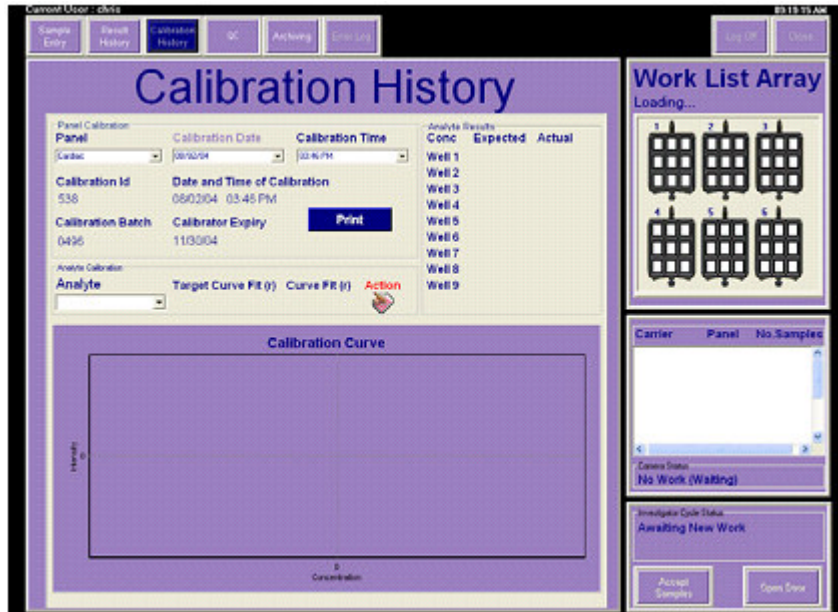 Current User : chris
09:15:15 AM
Sample Entry
Result History
Calibration History
QC
Archiving
Error Log
Log Off
Close
Calibration History
Panel Calibration
Panel
Calibration Date
Calibration Time
Cardiac
08/02/04
03:46 PM
Calibration Id
Date and Time of Calibration
538
08/02/04 03:46 PM
Calibration Batch
Calibrator Expiry
Print
0496
11/30/04
Analyte Results
Conc Expected Actual
Well 1
Well 2
Well 3
Well 4
Well 5
Well 6
Well 7
Well 8
Well 9
Analyte Calibration
Analyte
Target Curve Fit (r)
Curve Fit (r)
Action
Calibration Curve
Intensity
0
0
Concentration
Work List Array
Loading...
1 2 3
4 5 6
Carrier Panel No.Samples
Camera Status
No Work (Waiting)
Investigator Cycle Status
Awaiting New Work
Accept Samples
Open Door